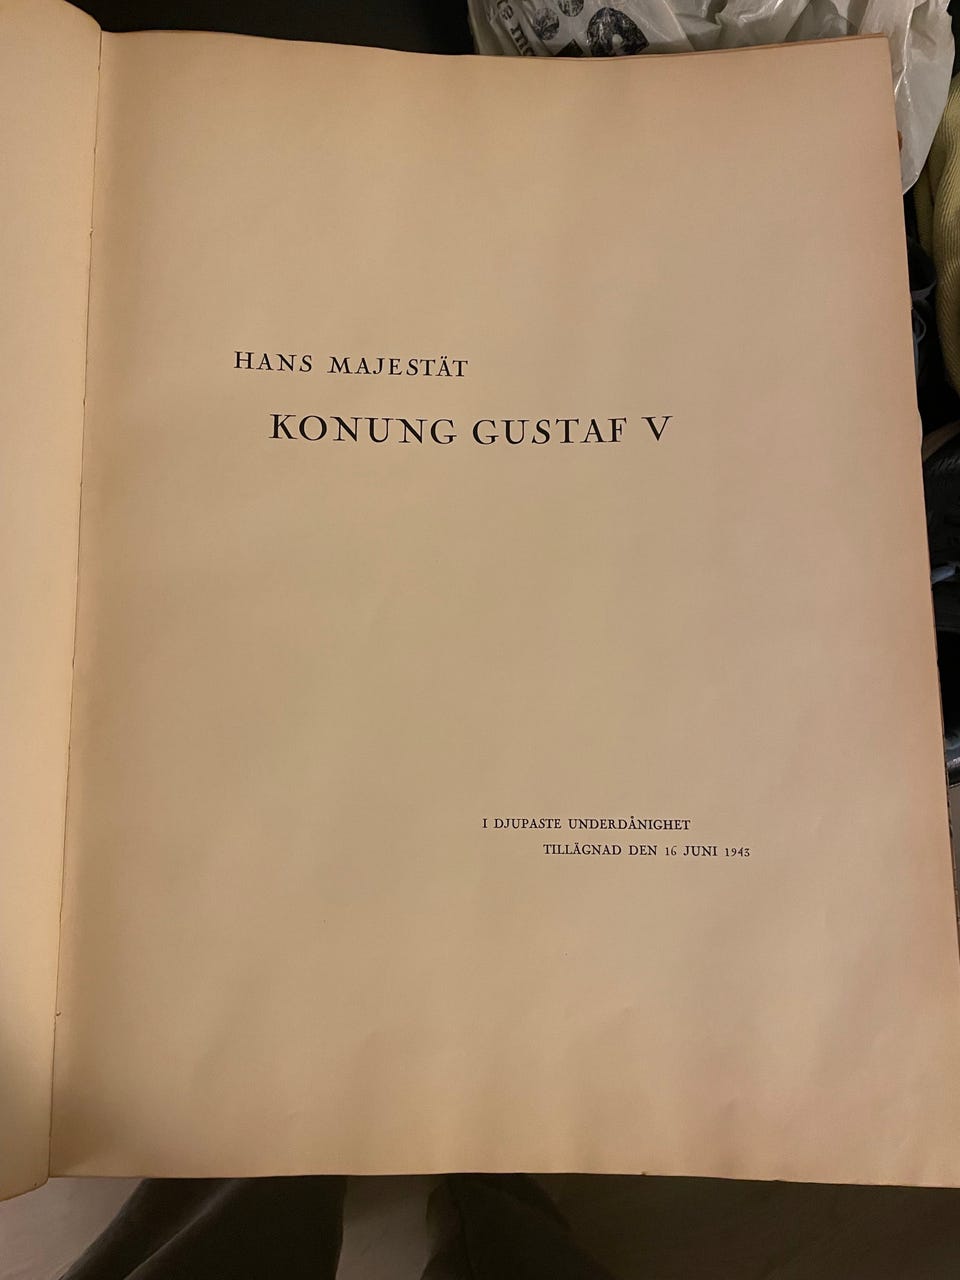 HANS MAJESTÄT
KONUNG GUSTAF V
I DJUPASTE UNDERDÅNIGHET
TILLÄGNAD DEN 16 JUNI 1943